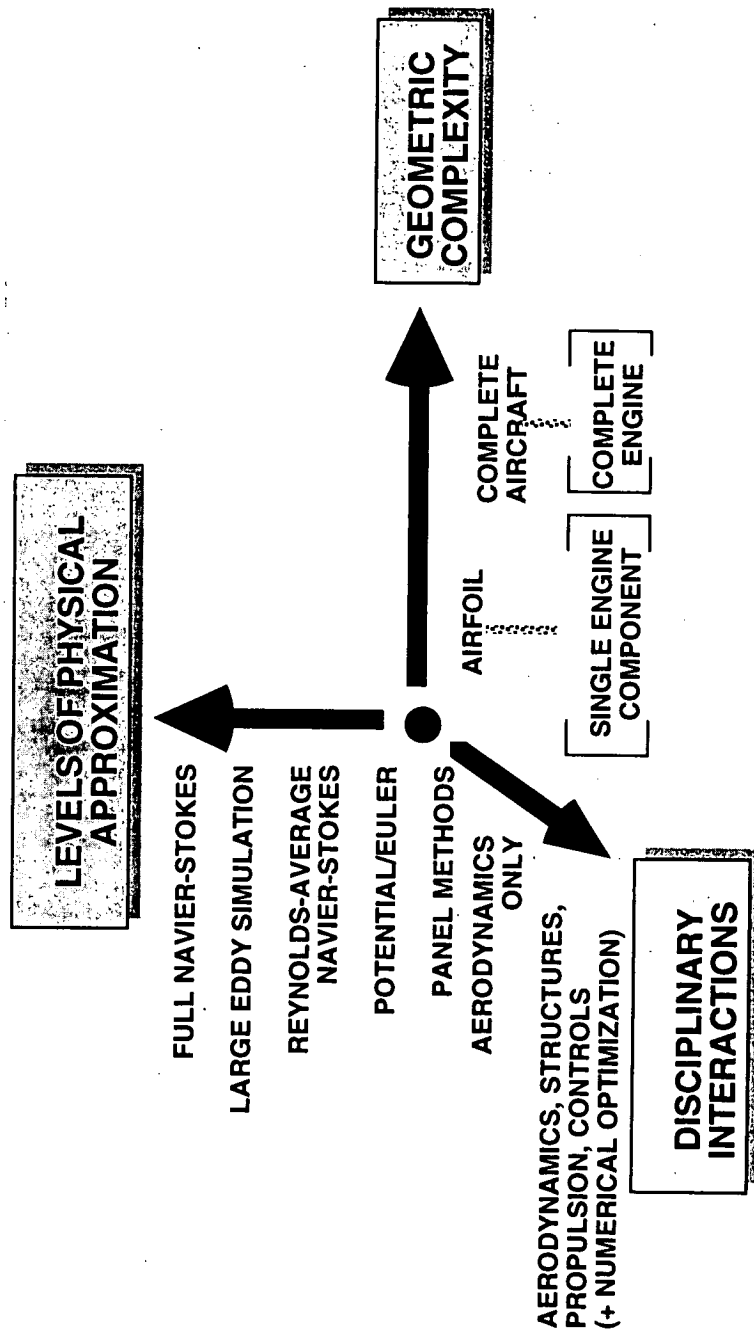 LEVELS OF PHYSICAL
APPROXIMATION
FULL NAVIER-STOKES
LARGE EDDY SIMULATION
REYNOLDS-AVERAGE
NAVIER-STOKES
POTENTIAL/EULER
PANEL METHODS
AERODYNAMICS
ONLY
AERODYNAMICS, STRUCTURES,
PROPULSION, CONTROLS
(+ NUMERICAL OPTIMIZATION)
DISCIPLINARY
INTERACTIONS
AIRFOIL
SINGLE ENGINE
COMPONENT
COMPLETE
AIRCRAFT
COMPLETE
ENGINE
GEOMETRIC
COMPLEXITY